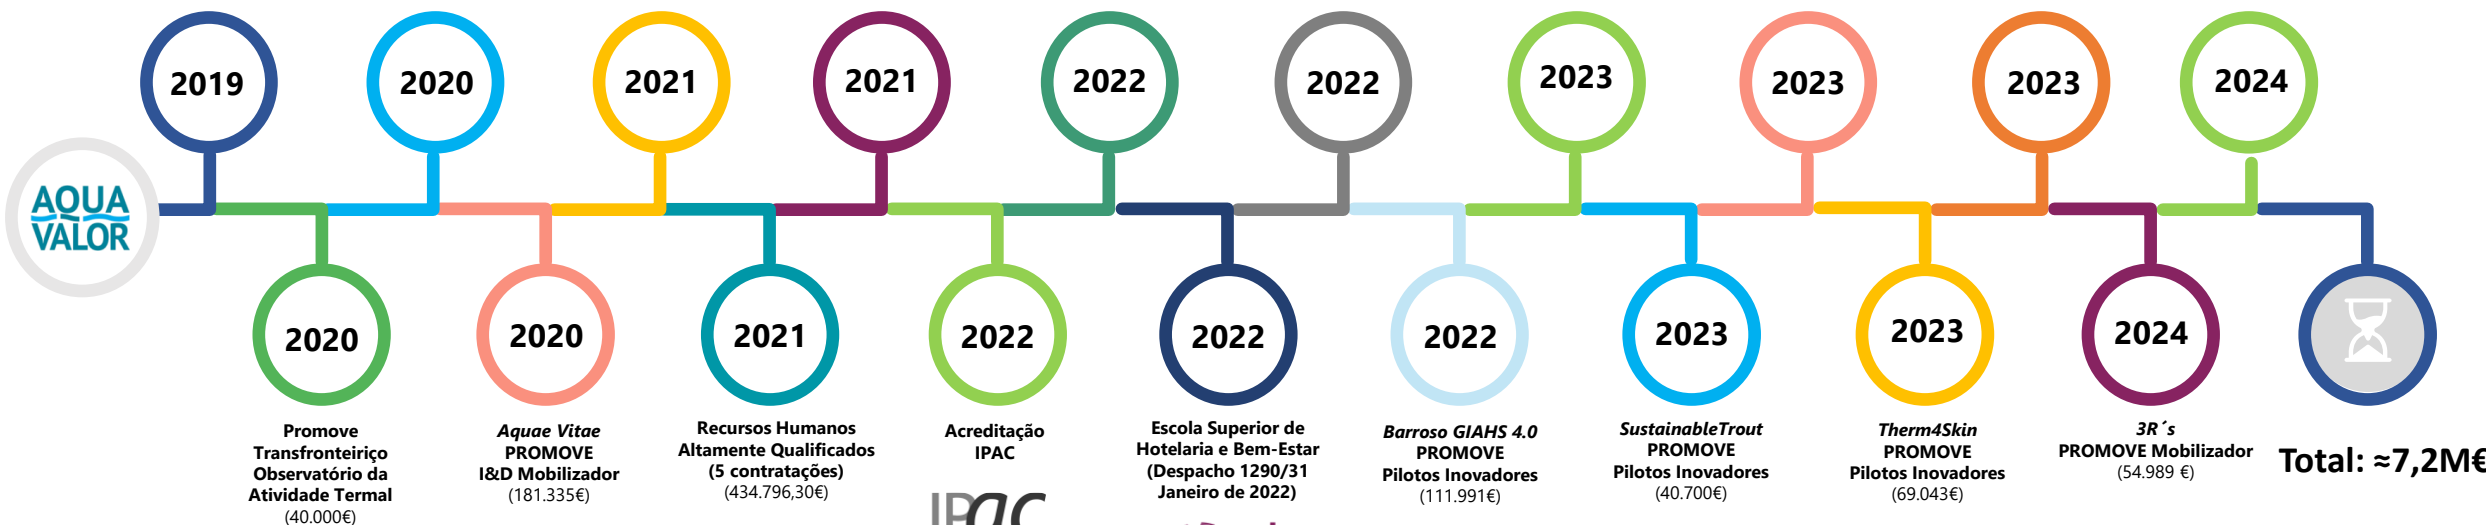 2019
2020
2021
2021
2022
2022
2023
2023
2023
2024
AQUA
VALOR
2020
2020
2021
2022
2022
2022
2023
2023
2024
Promove
Transfronteiriço
Observatório da
Atividade Termal
(40.000€)
Aquae Vitae
PROMOVE
I&D Mobilizador
(181.335€)
Recursos Humanos
Altamente Qualificados
(5 contratações)
(434.796,30€)
Acreditação
IPAC
IPAC
Escola Superior de
Hotelaria e Bem-Estar
(Despacho 1290/31
Janeiro de 2022)
Barroso GIAHS 4.0
PROMOVE
Pilotos Inovadores
(111.991€)
SustainableTrout
PROMOVE
Pilotos Inovadores
(40.700€)
Therm4Skin
PROMOVE
Pilotos Inovadores
(69.043€)
3R´s
PROMOVE Mobilizador
(54.989 €)
Total: ≈7,2M€